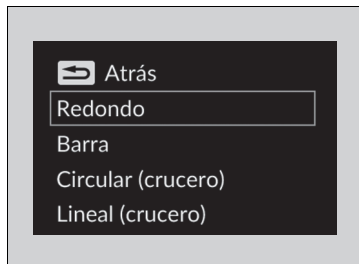 Atrás
Redondo
Barra
Circular (crucero)
Lineal (crucero)